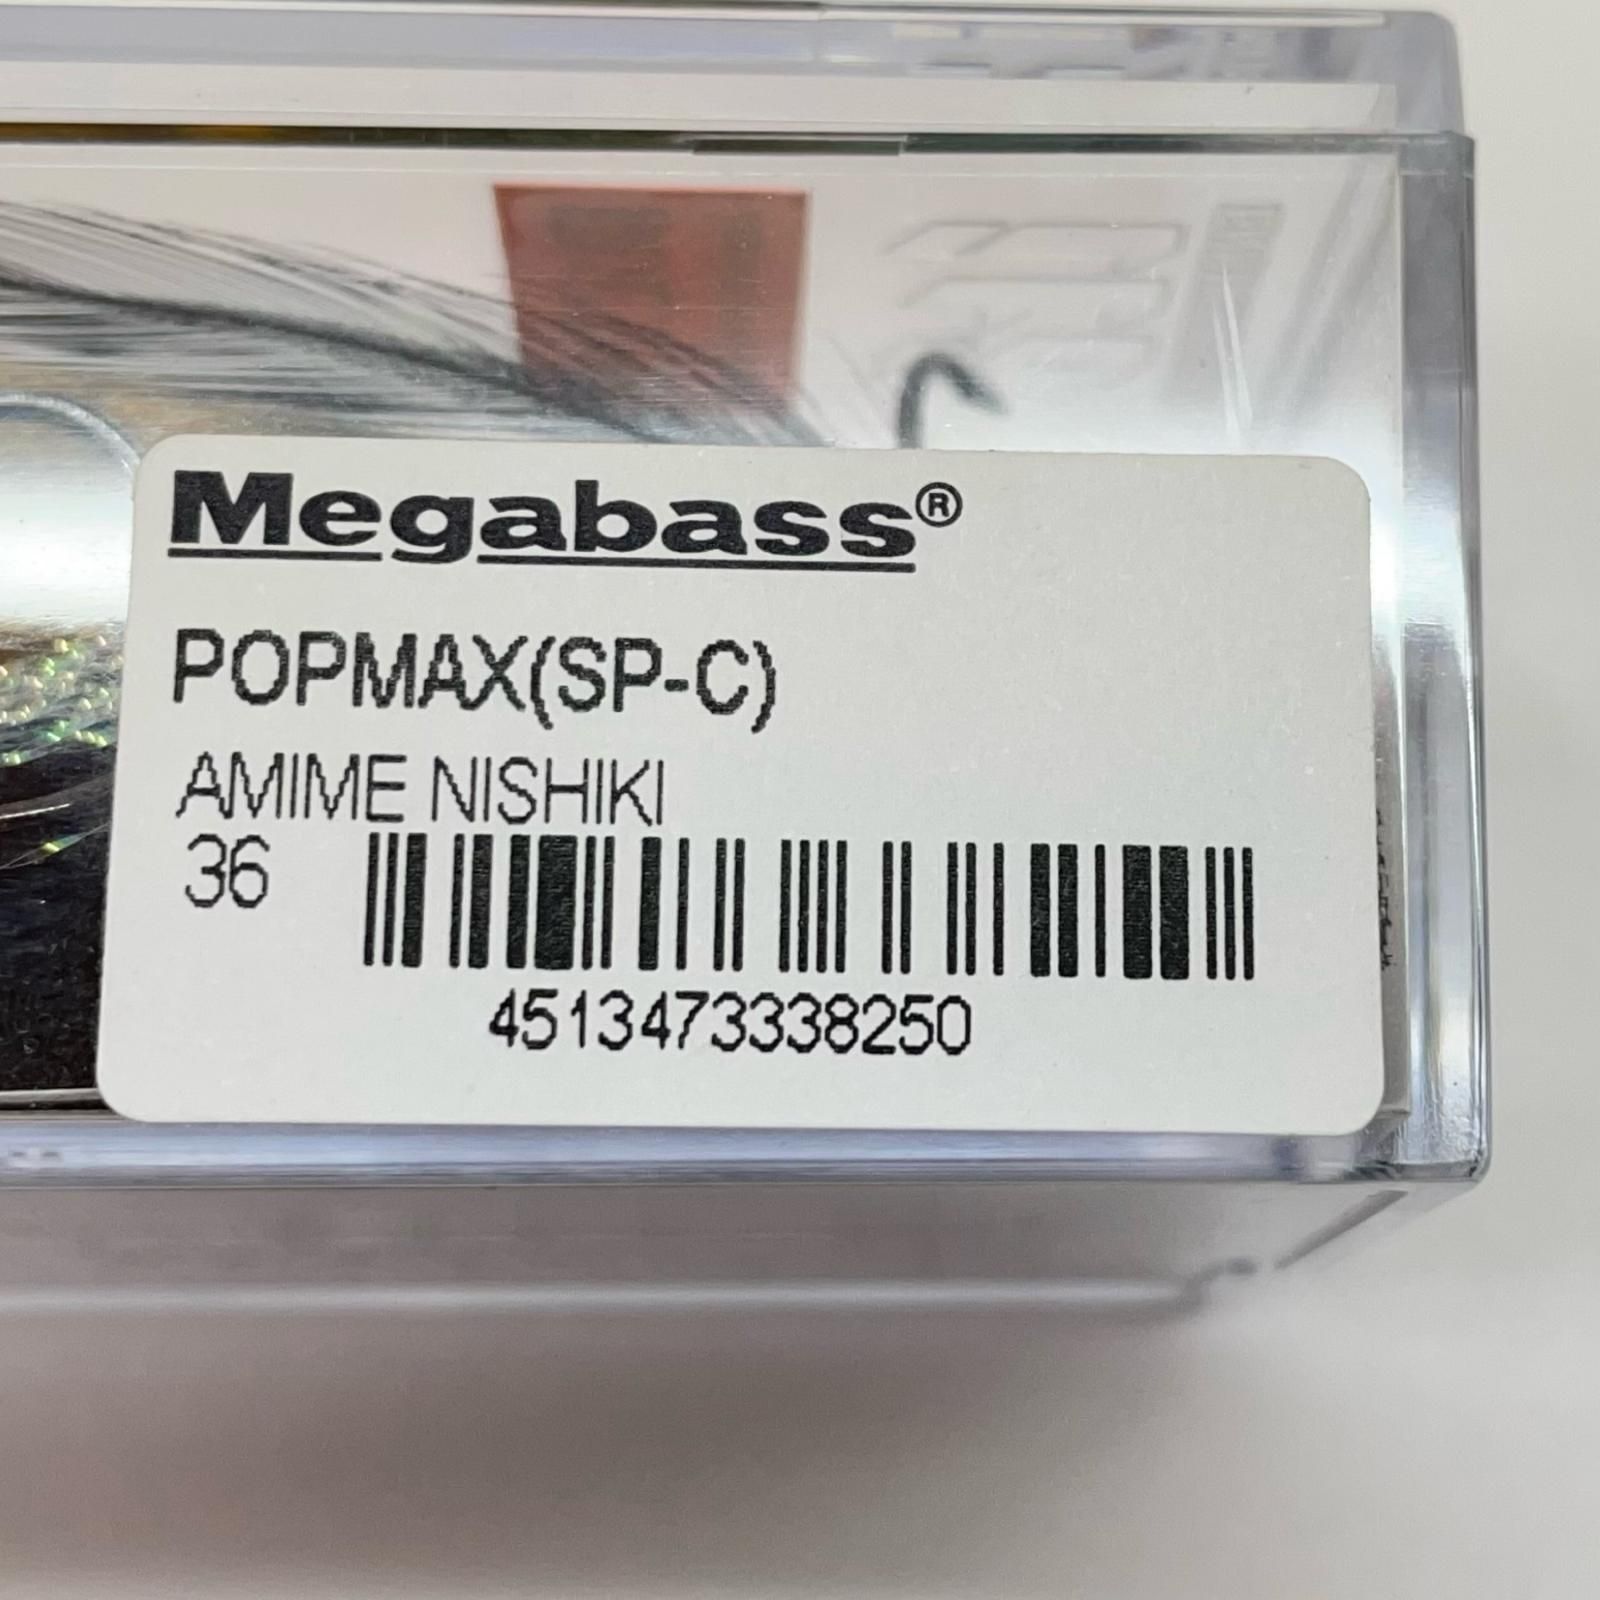 Megabass®
POPMAX(SP-C)
AMIME NISHIKI
36
4513473338250